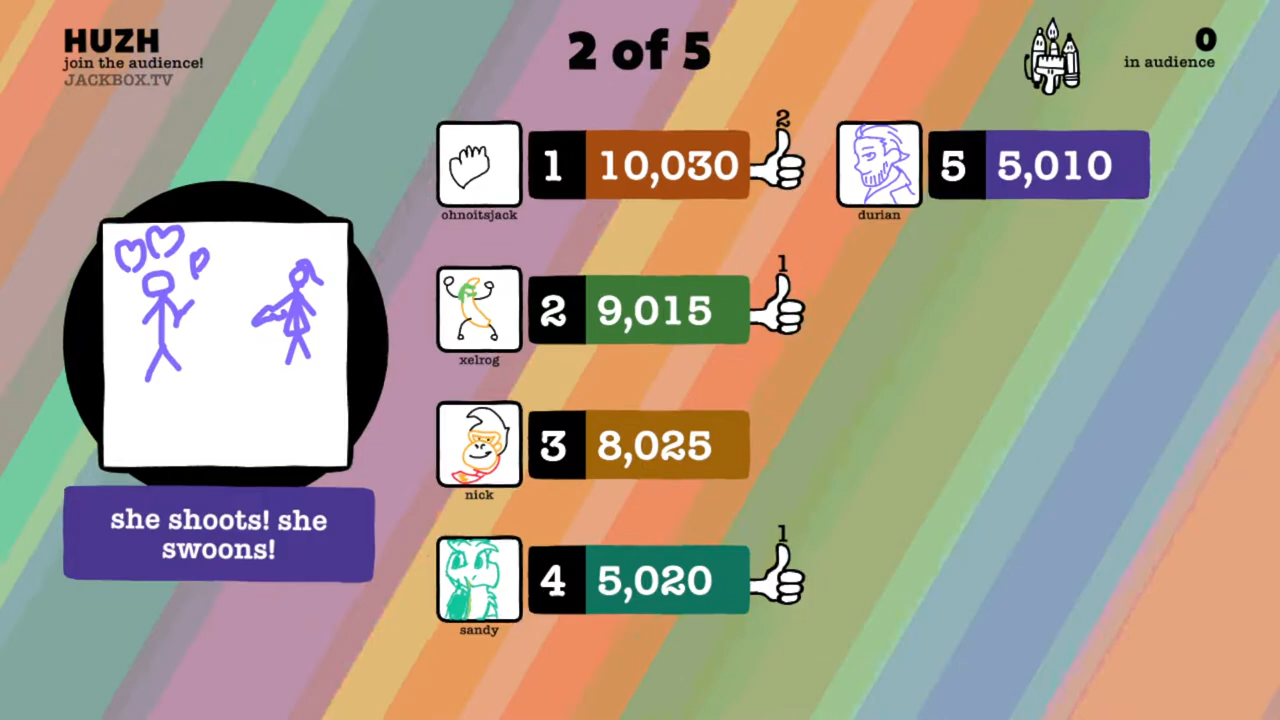 HUZH
join the audience!
JACKBOX.TV
2 of 5
0
in audience
she shoots! she
swoons!
2
1 10,030
ohnoitsjack
1
2 9,015
xelrog
3 8,025
nick
1
4 5,020
sandy
5 5,010
durian